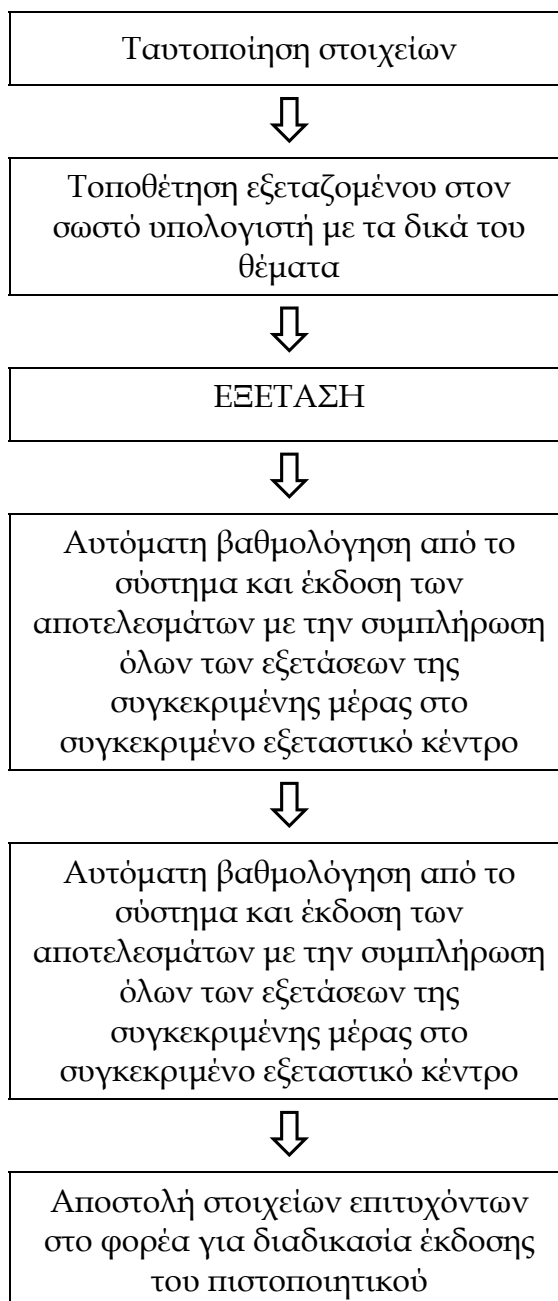 Ταυτοποίηση στοιχείων
Τοποθέτηση εξεταζομένου στον
σωστό υπολογιστή με τα δικά του
θέματα
ΕΞΕΤΑΣΗ
Αυτόματη βαθμολόγηση από το
σύστημα και έκδοση των
αποτελεσμάτων με την συμπλήρωση
όλων των εξετάσεων της
συγκεκριμένης μέρας στο
συγκεκριμένο εξεταστικό κέντρο
Αυτόματη βαθμολόγηση από το
σύστημα και έκδοση των
αποτελεσμάτων με την συμπλήρωση
όλων των εξετάσεων της
συγκεκριμένης μέρας στο
συγκεκριμένο εξεταστικό κέντρο
Αποστολή στοιχείων επιτυχόντων
στο φορέα για διαδικασία έκδοσης
του πιστοποιητικού